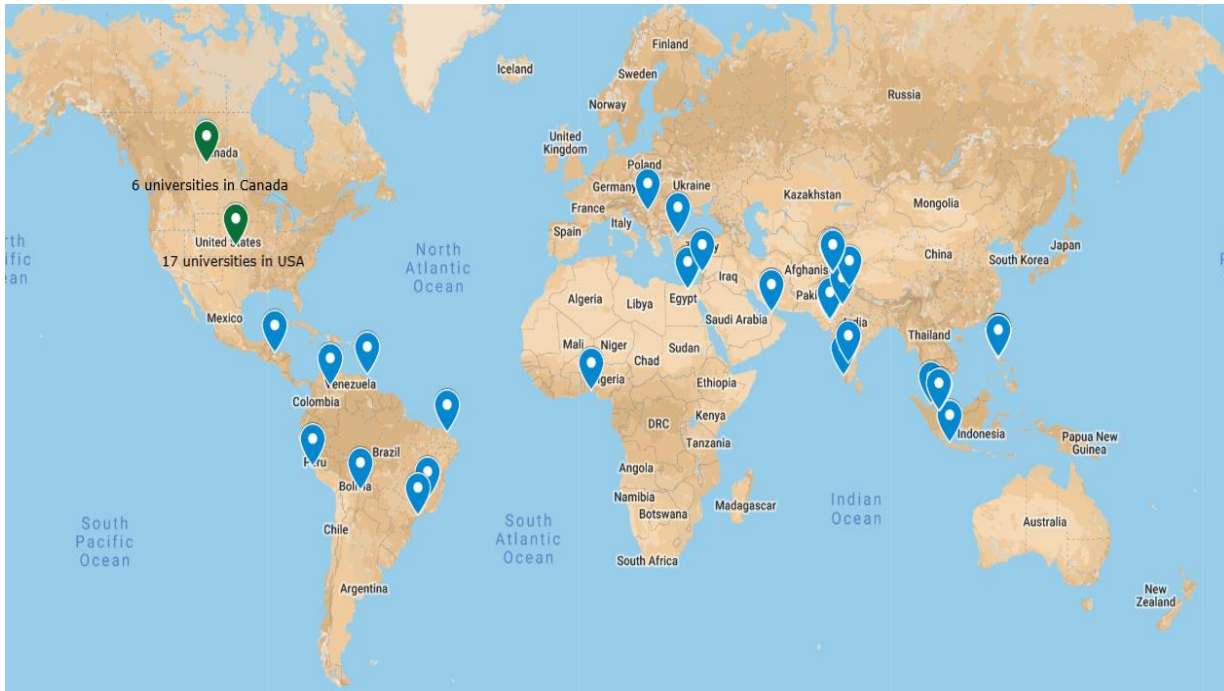 Finland
Iceland
Sweden
Russia
Norway
United
Kingdom
Poland
6 universities in Canada
Germany
Ukraine
Kazakhstan
Mongolia
France
Italy
North
Atlantic
Ocean
Spain
United States
17 universities in USA
Japan
China
South Korea
Iraq
Algeria
Libya
Egypt
Saudi Arabia
India
Mexico
Thailand
Mali
Niger
Chad
Sudan
Venezuela
Colombia
Ethiopia
DRC
Kenya
Tanzania
Brazil
Indonesia
Papua New
Guinea
Angola
Namibia
Botswana
Madagascar
Indian
Ocean
South
Pacific
Ocean
Chile
South
Atlantic
Ocean
Australia
South Africa
Argentina
New
Zealand